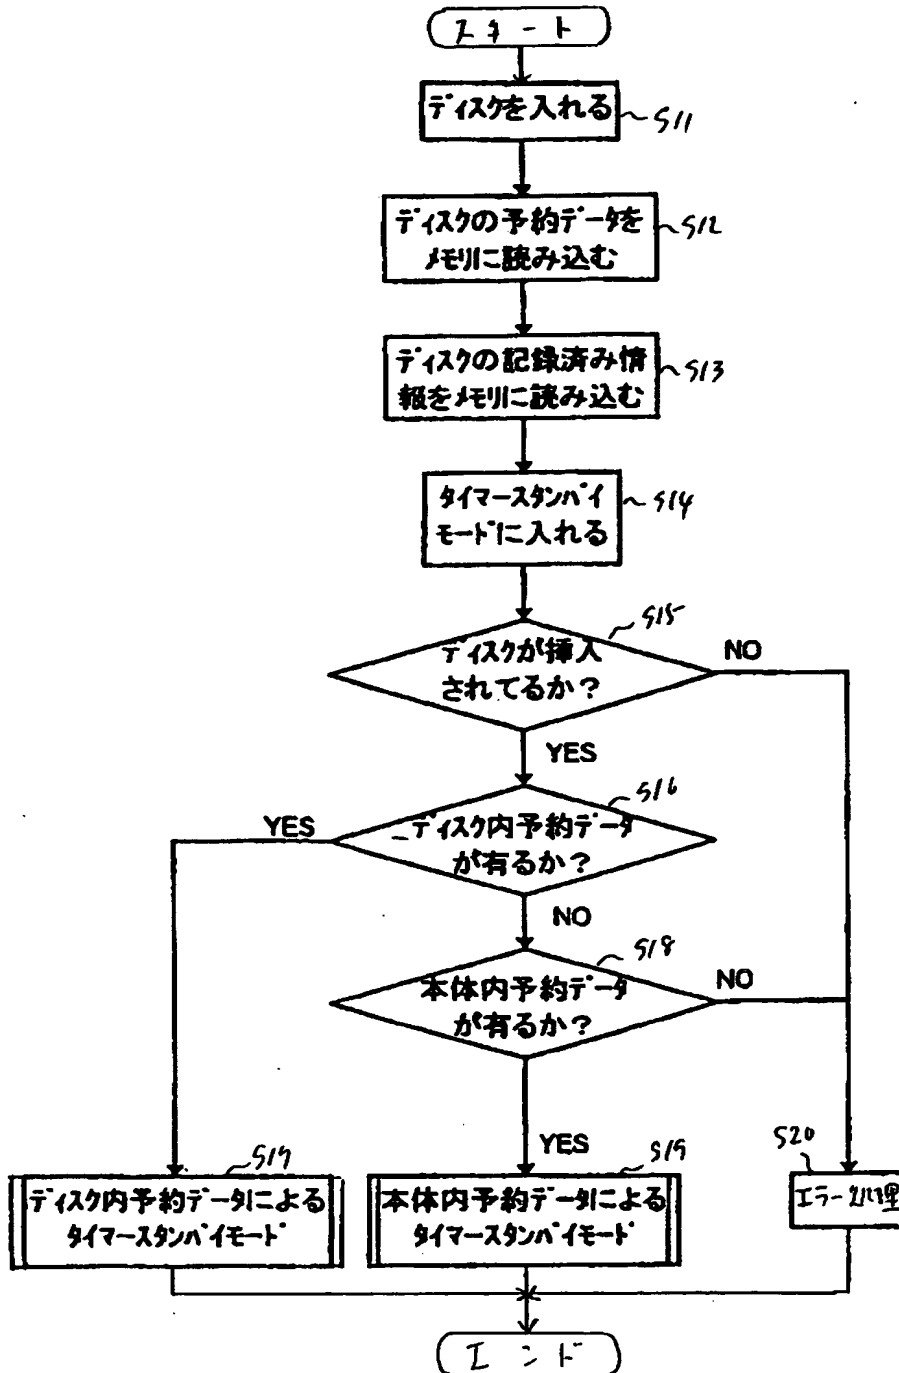 スタート
ディスクを入れる
S11
ディスクの予約データを
メモリに読み込む
S12
ディスクの記録済み情
報をメモリに読み込む
S13
タイマースタンバイ
モードに入れる
S14
S15
ディスクが挿入
されてるか？
NO
YES
S16
ディスク内予約データ
が有るか？
YES
NO
S18
本体内予約データ
が有るか？
NO
YES
S17
ディスク内予約データによる
タイマースタンバイモード
S19
本体内予約データによる
タイマースタンバイモード
S20
エラー処理
エンド